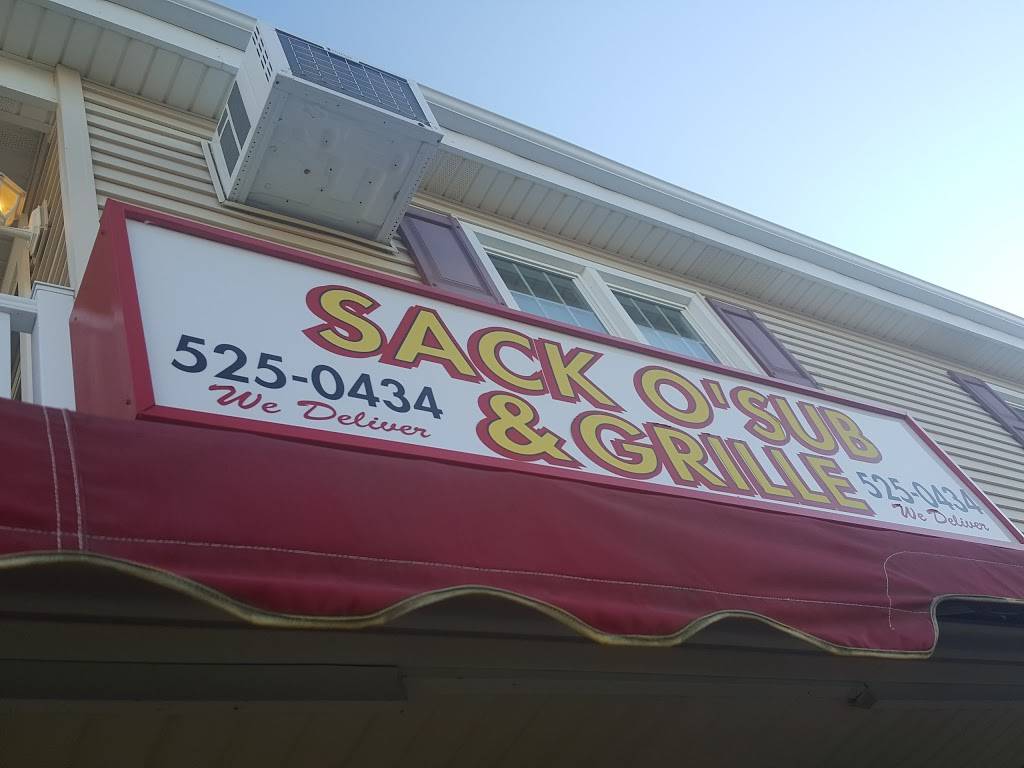 SACK O'SUB
& GRILLE
525-0434
We Deliver
525-0434
We Deliver